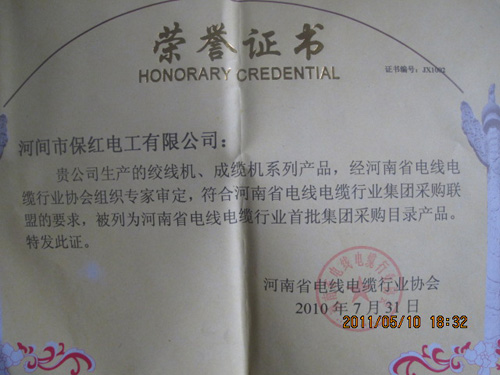 荣誉证书
HONORARY CREDENTIAL
证书编号：JX1002
河间市保红电工有限公司：
贵公司生产的绞线机、成缆机系列产品，经河南省电线电
缆行业协会组织专家审定，符合河南省电线电缆行业集团采购联
盟的要求，被列为河南省电线电缆行业首批集团采购目录产品。
特发此证。
河南省电线电缆行业协会
2010 年 7 月 31 日
2011/05/10 19:32